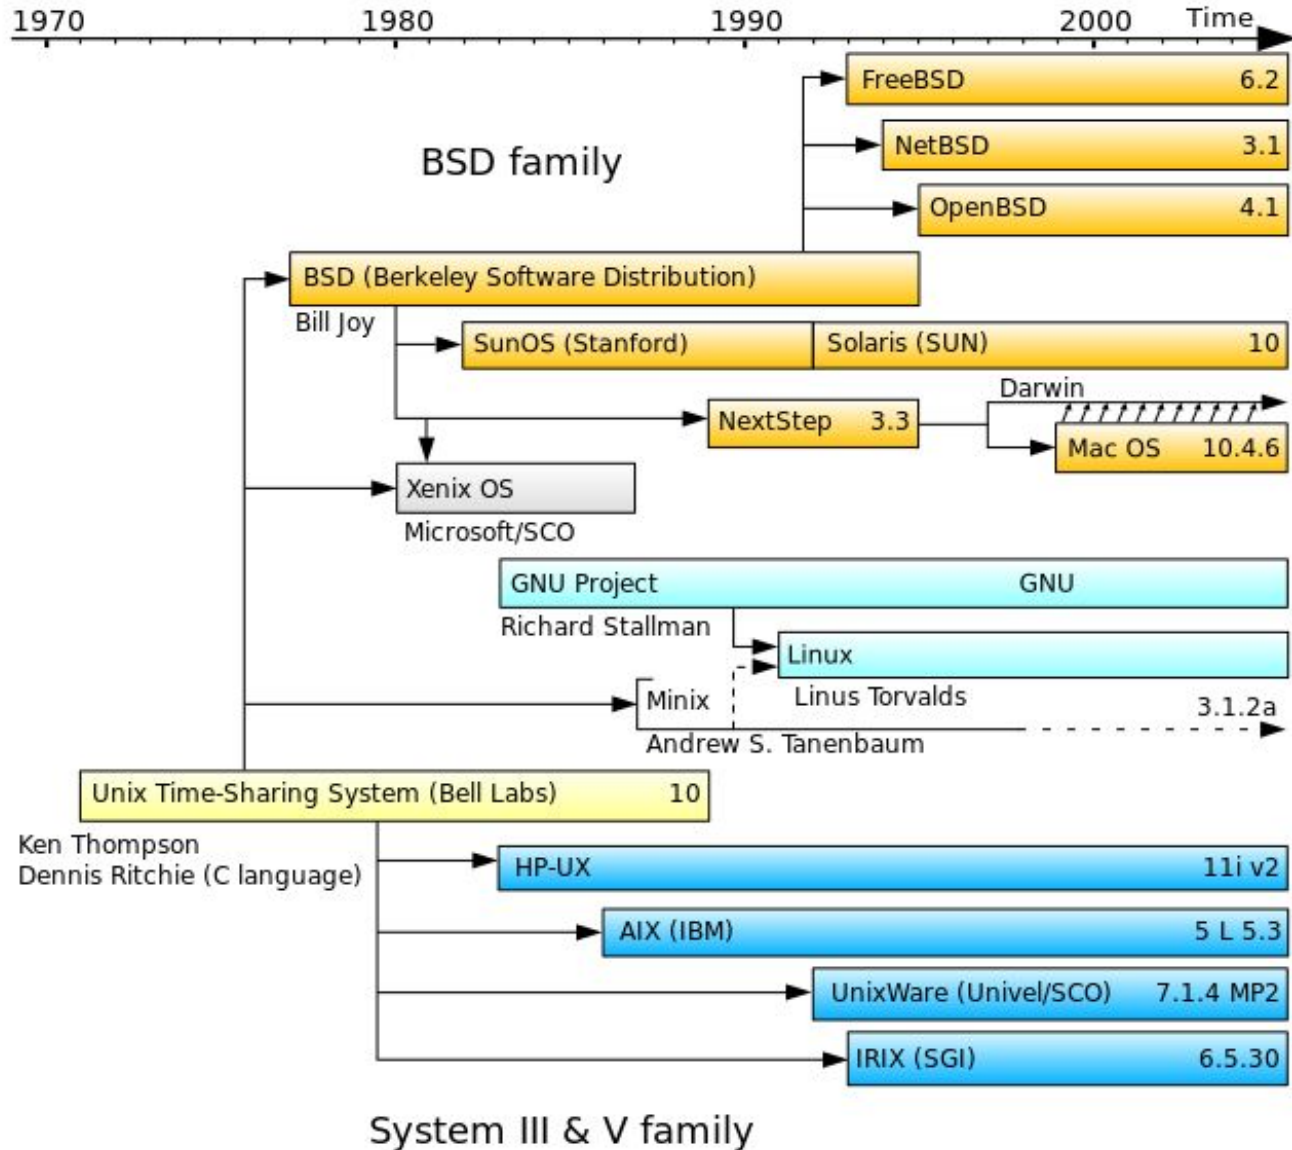 1970 1980 1990 2000 Time
FreeBSD 6.2
BSD family
NetBSD 3.1
OpenBSD 4.1
BSD (Berkeley Software Distribution)
Bill Joy
SunOS (Stanford) Solaris (SUN) 10
Darwin
NextStep 3.3
Mac OS 10.4.6
Xenix OS
Microsoft/SCO
GNU Project GNU
Richard Stallman
Linux
Linus Torvalds
Minix
3.1.2a
Andrew S. Tanenbaum
Unix Time-Sharing System (Bell Labs) 10
Ken Thompson
Dennis Ritchie (C language)
HP-UX 11i v2
AIX (IBM) 5 L 5.3
UnixWare (Univel/SCO) 7.1.4 MP2
IRIX (SGI) 6.5.30
System III & V family